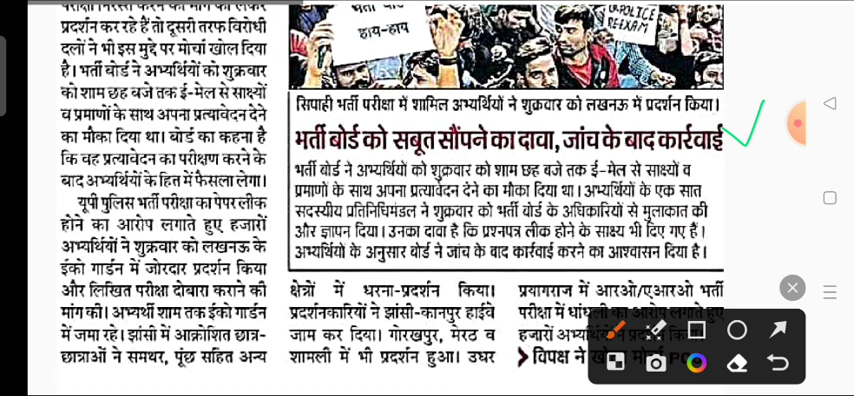 परीक्षा निरस्त करने की मांग को लेकर
प्रदर्शन कर रहे हैं तो दूसरी तरफ विरोधी
दलों ने भी इस मुद्दे पर मोर्चा खोल दिया
है। भर्ती बोर्ड ने अभ्यर्थियों को शुक्रवार
को शाम छह बजे तक ई-मेल से साक्ष्यों
व प्रमाणों के साथ अपना प्रत्यावेदन देने
का मौका दिया था। बोर्ड का कहना है
कि वह प्रत्यावेदन का परीक्षण करने के
बाद अभ्यर्थियों के हित में फैसला लेगा।
यूपी पुलिस भर्ती परीक्षा का पेपर लीक
होने का आरोप लगाते हुए हजारों
अभ्यर्थियों ने शुक्रवार को लखनऊ के
ईको गार्डन में जोरदार प्रदर्शन किया
और लिखित परीक्षा दोबारा कराने की
मांग की। अभ्यर्थी शाम तक ईको गार्डन
में जमा रहे। झांसी में आक्रोशित छात्र-
छात्राओं ने समथर, पूंछ सहित अन्य
हाय-हाय
U.P.POLICE
RE-EXAM
सिपाही भर्ती परीक्षा में शामिल अभ्यर्थियों ने शुक्रवार को लखनऊ में प्रदर्शन किया।
भर्ती बोर्ड को सबूत सौंपने का दावा, जांच के बाद कार्रवाई
भर्ती बोर्ड ने अभ्यर्थियों को शुक्रवार को शाम छह बजे तक ई-मेल से साक्ष्यों व
प्रमाणों के साथ अपना प्रत्यावेदन देने का मौका दिया था। अभ्यर्थियों के एक सात
सदस्यीय प्रतिनिधिमंडल ने शुक्रवार को भर्ती बोर्ड के अधिकारियों से मुलाकात की
और ज्ञापन दिया। उनका दावा है कि प्रश्नपत्र लीक होने के साक्ष्य भी दिए गए हैं।
अभ्यर्थियों के अनुसार बोर्ड ने जांच के बाद कार्रवाई करने का आश्वासन दिया है।
क्षेत्रों में धरना-प्रदर्शन किया।
प्रदर्शनकारियों ने झांसी-कानपुर हाईवे
जाम कर दिया। गोरखपुर, मेरठ व
शामली में भी प्रदर्शन हुआ। उधर
प्रयागराज में आरओ/एआरओ भर्ती
परीक्षा में धांधली का आरोप लगाते हुए
हजारों अभ्यर्थियों ने प्रदर्शन किया।
विपक्ष ने खोला मोर्चा P